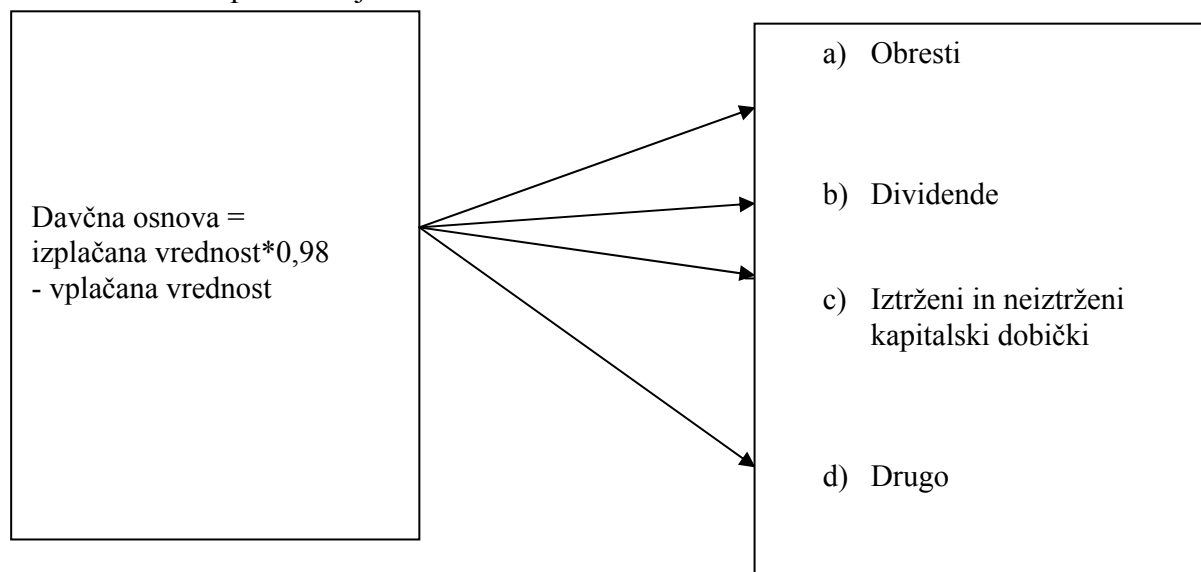 Davčna osnova =
izplačana vrednost*0,98
- vplačana vrednost
a) Obresti
b) Dividende
c) Iztrženi in neiztrženi
kapitalski dobički
d) Drugo